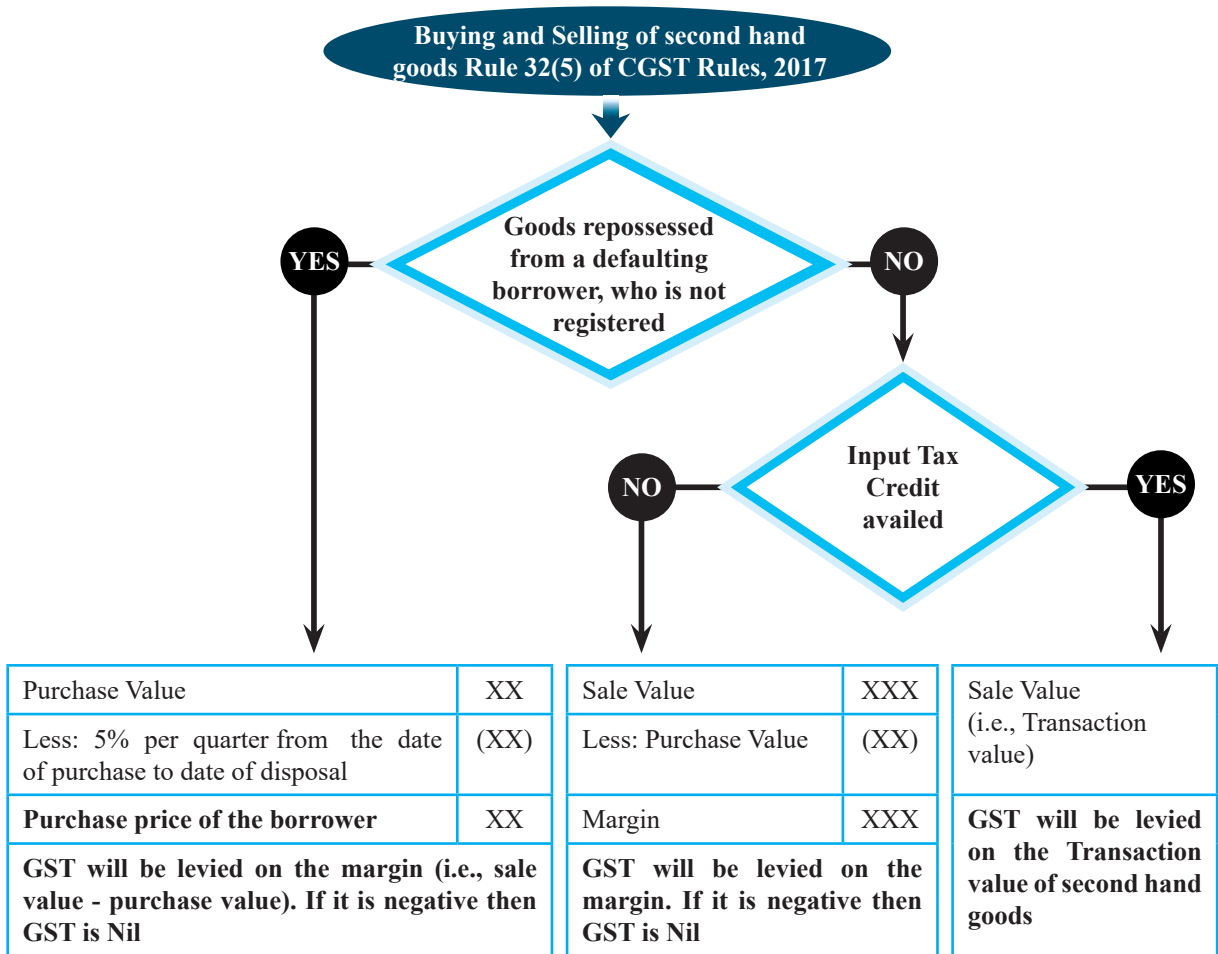 Buying and Selling of second hand
goods Rule 32(5) of CGST Rules, 2017
Goods repossessed
from a defaulting
borrower, who is not
registered
YES
NO
Input Tax
Credit
availed
NO
YES
Purchase Value XX
Less: 5% per quarter from the date (XX)
of purchase to date of disposal
Purchase price of the borrower XX
GST will be levied on the margin (i.e., sale
value - purchase value). If it is negative then
GST is Nil
Sale Value XXX
Less: Purchase Value (XX)
Margin XXX
GST will be levied on the
margin. If it is negative then
GST is Nil
Sale Value
(i.e., Transaction
value)
GST will be levied
on the Transaction
value of second hand
goods